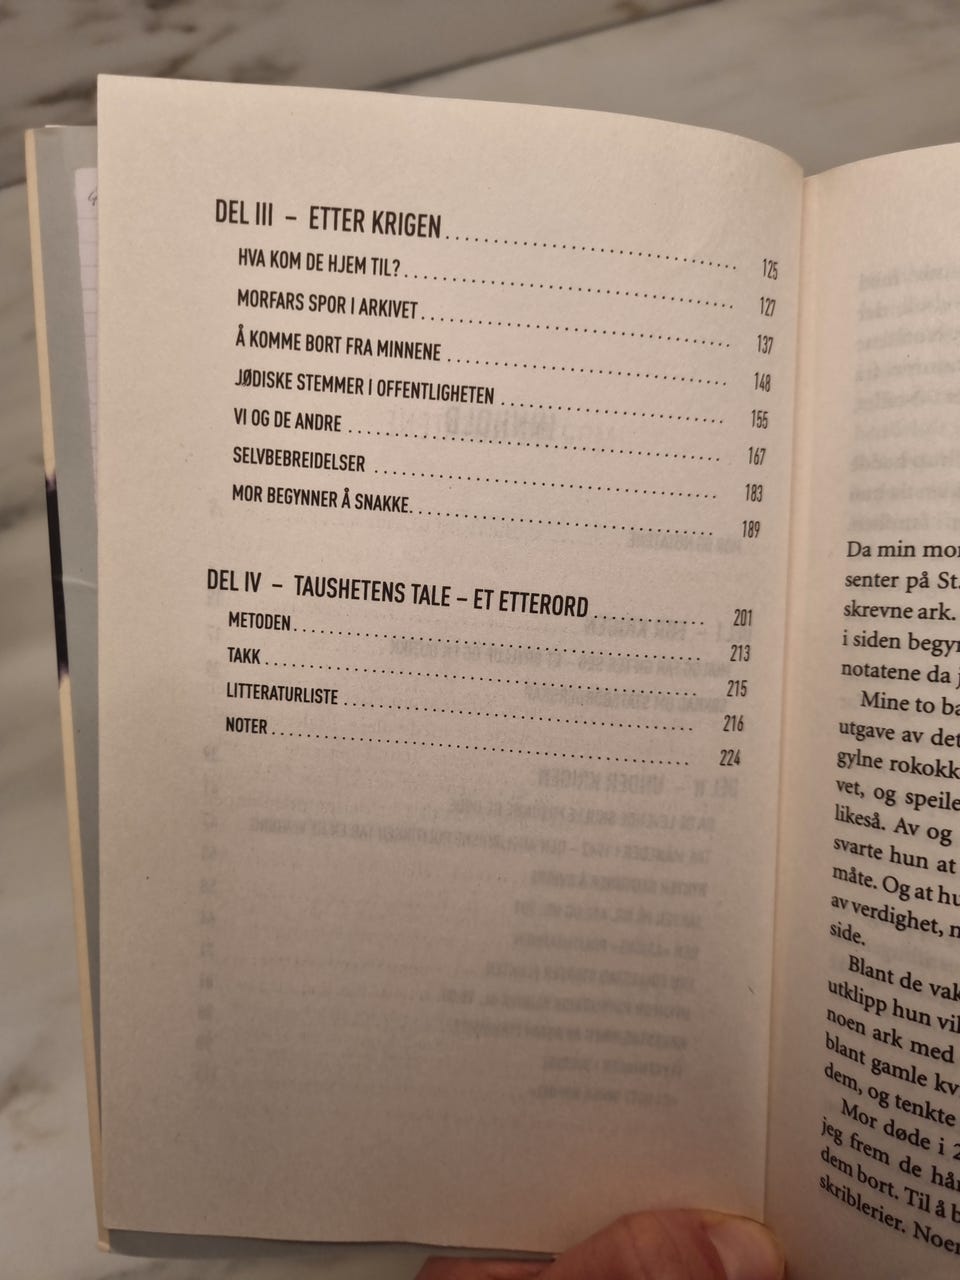 DEL III – ETTER KRIGEN 125
HVA KOM DE HJEM TIL? 127
MORFARS SPOR I ARKIVET 137
Å KOMME BORT FRA MINNENE 148
JØDISKE STEMMER I OFFENTLIGHETEN 155
VI OG DE ANDRE 167
SELVBEBREIDELSER 183
MOR BEGYNNER Å SNAKKE 189
DEL IV – TAUSHETENS TALE – ET ETTERORD 201
METODEN 213
TAKK 215
LITTERATURLISTE 216
NOTER 224
Da min mor
senter på St.
skrevne ark.
i siden begyn
notatene da j
Mine to ba
utgave av det
gylne rokokk
vet, og speile
likeså. Av og
svarte hun at
måte. Og at hu
av verdighet, n
side.
Blant de vak
utklipp hun vil
noen ark med
blant gamle kv
dem, og tenkte
Mor døde i 2
jeg frem de hån
dem bort. Til å b
skriblerier. Noen